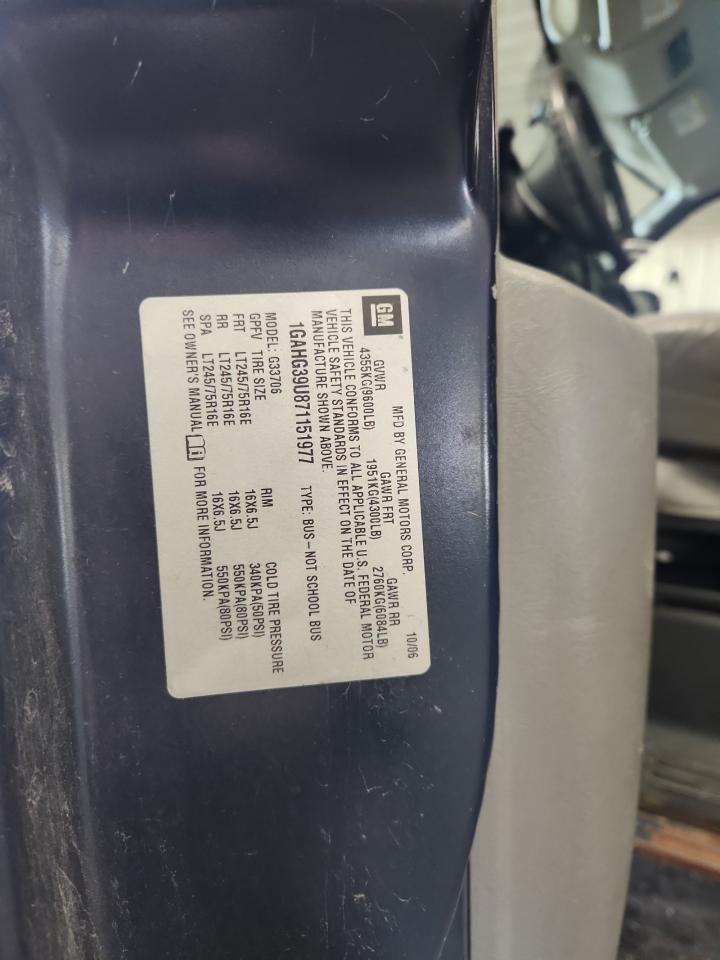 GM
MFD BY GENERAL MOTORS CORP. 10/06
GVWR GAWR FRT GAWR RR
4355KG(9600LB) 1951KG(4300LB) 2760KG(6084LB)
THIS VEHICLE CONFORMS TO ALL APPLICABLE U.S. FEDERAL MOTOR
VEHICLE SAFETY STANDARDS IN EFFECT ON THE DATE OF
MANUFACTURE SHOWN ABOVE.
1GAHG39U871151977 TYPE: BUS-NOT SCHOOL BUS
MODEL: G33706
GPFV TIRE SIZE RIM COLD TIRE PRESSURE
FRT LT245/75R16E 16X6.5J 340KPA(50PSI)
RR LT245/75R16E 16X6.5J 550KPA(80PSI)
SPA LT245/75R16E 16X6.5J 550KPA(80PSI)
SEE OWNER'S MANUAL FOR MORE INFORMATION.